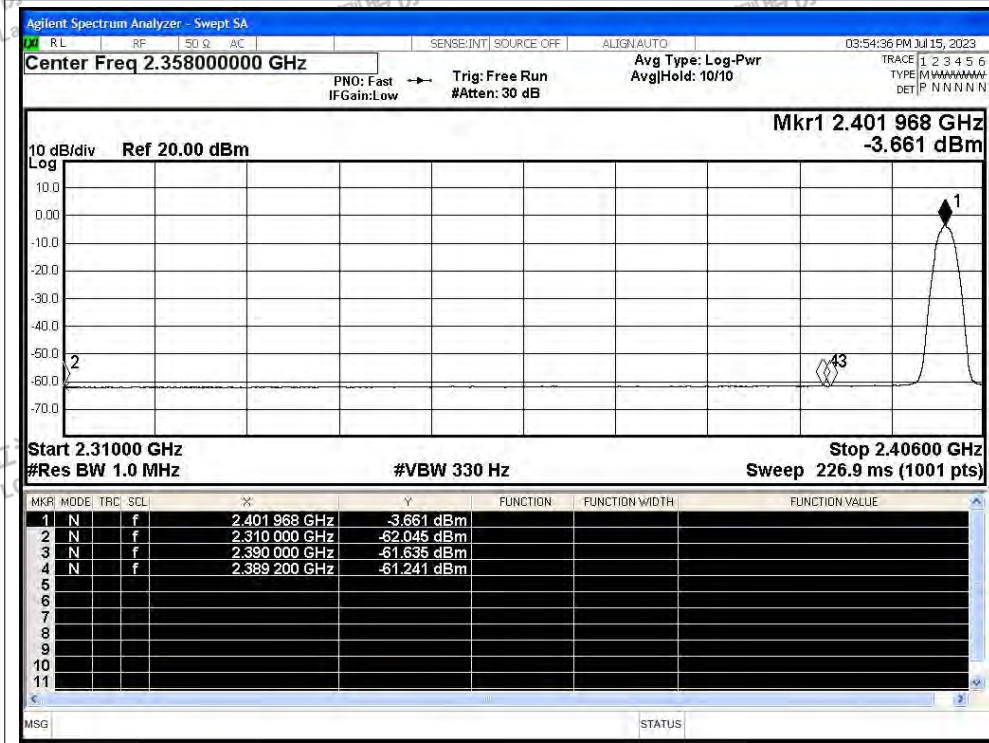 Agilent Spectrum Analyzer - Swept SA
RL RF 50 Ω AC SENSE:INT SOURCE OFF ALIGN AUTO 03:54:36 PM Jul 15, 2023
Center Freq 2.358000000 GHz
PNO: Fast
IFGain:Low
Trig: Free Run
#Atten: 30 dB
Avg Type: Log-Pwr
Avg|Hold: 10/10
TRACE 1 2 3 4 5 6
TYPE M W W W W W
DET P N N N N N
Mkr1 2.401 968 GHz
-3.661 dBm
10 dB/div Ref 20.00 dBm
Log
10.0
0.00
-10.0
-20.0
-30.0
-40.0
-50.0
-60.0
-70.0
1
2
43
Start 2.31000 GHz Stop 2.40600 GHz
#Res BW 1.0 MHz #VBW 330 Hz Sweep 226.9 ms (1001 pts)
MKR MODE TRC SCL X Y FUNCTION FUNCTION WIDTH FUNCTION VALUE
1 N f 2.401 968 GHz -3.661 dBm
2 N f 2.310 000 GHz -62.045 dBm
3 N f 2.390 000 GHz -61.635 dBm
4 N f 2.389 200 GHz -61.241 dBm
5
6
7
8
9
10
11
MSG STATUS